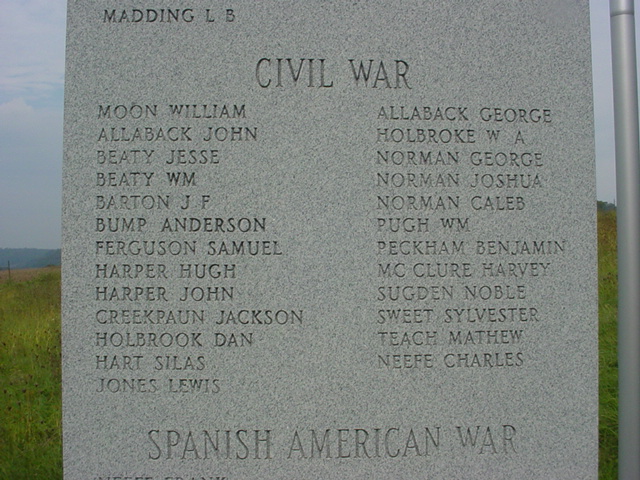 MADDING L B
CIVIL WAR
MOON WILLIAM
ALLABACK JOHN
BEATY JESSE
BEATY WM
BARTON J F
BUMP ANDERSON
FERGUSON SAMUEL
HARPER HUGH
HARPER JOHN
CREEKPAUN JACKSON
HOLBROOK DAN
HART SILAS
JONES LEWIS
ALLABACK GEORGE
HOLBROKE W A
NORMAN GEORGE
NORMAN JOSHUA
NORMAN CALEB
PUGH WM
PECKHAM BENJAMIN
MC CLURE HARVEY
SUGDEN NOBLE
SWEET SYLVESTER
TEACH MATHEW
NEEFE CHARLES
SPANISH AMERICAN WAR
NEEFE FRANK